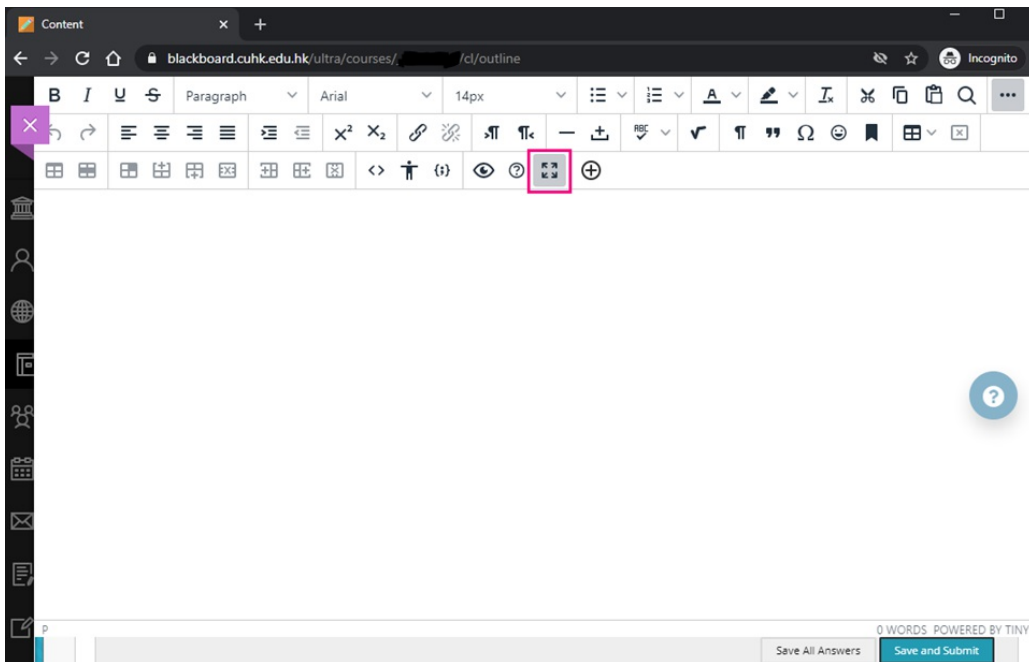 Content
blackboard.cuhk.edu.hk/ultra/courses/ /cl/outline
Incognito
B I U S Paragraph Arial 14px A
X² X₂ ABC ¶ Ω
P
0 WORDS POWERED BY TINY
Save All Answers Save and Submit